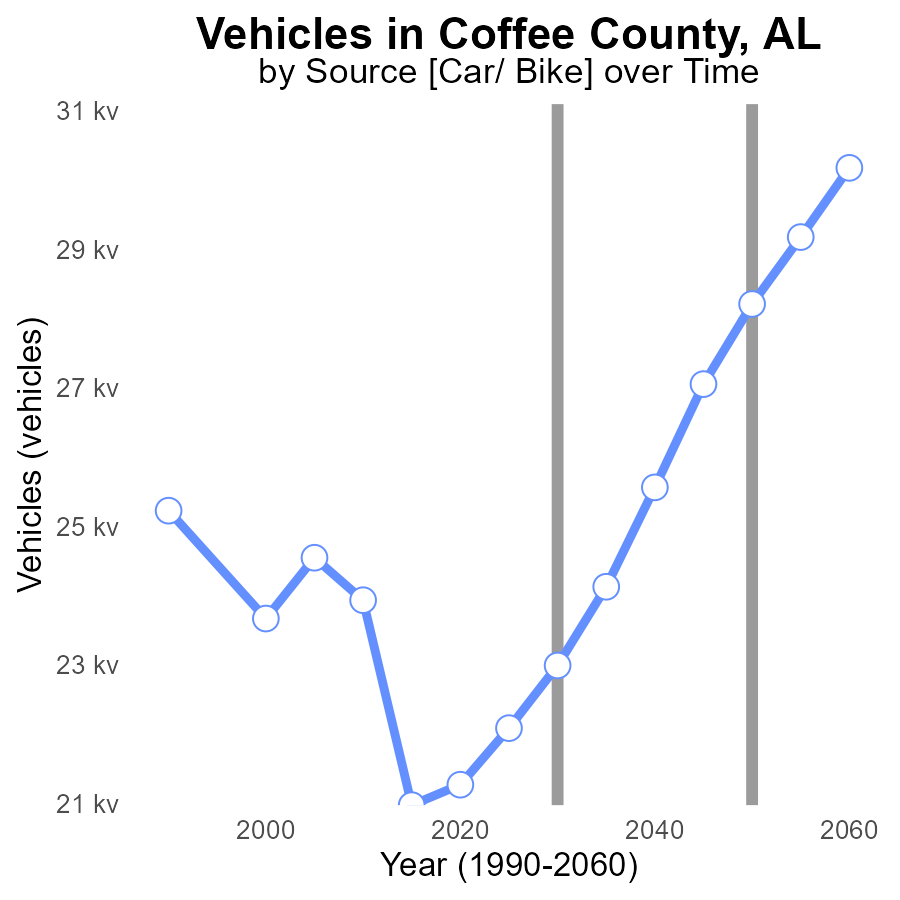 Vehicles in Coffee County, AL
by Source [Car/ Bike] over Time
31 kv
29 kv
27 kv
25 kv
23 kv
21 kv
Vehicles (vehicles)
2000
2020
2040
2060
Year (1990-2060)